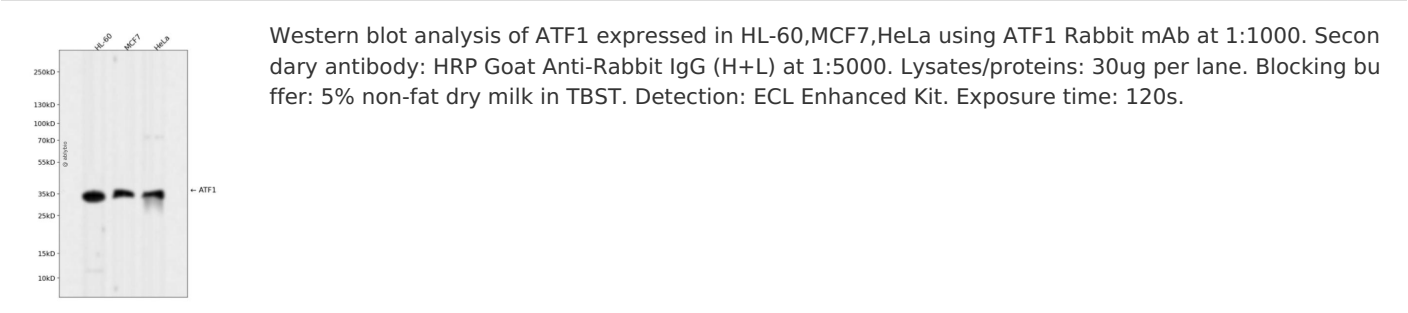 HL-60 MCF7 HeLa
250kD
130kD
100kD
70kD
55kD
35kD
25kD
15kD
10kD
← ATF1
Western blot analysis of ATF1 expressed in HL-60,MCF7,HeLa using ATF1 Rabbit mAb at 1:1000. Secon
dary antibody: HRP Goat Anti-Rabbit IgG (H+L) at 1:5000. Lysates/proteins: 30ug per lane. Blocking bu
ffer: 5% non-fat dry milk in TBST. Detection: ECL Enhanced Kit. Exposure time: 120s.